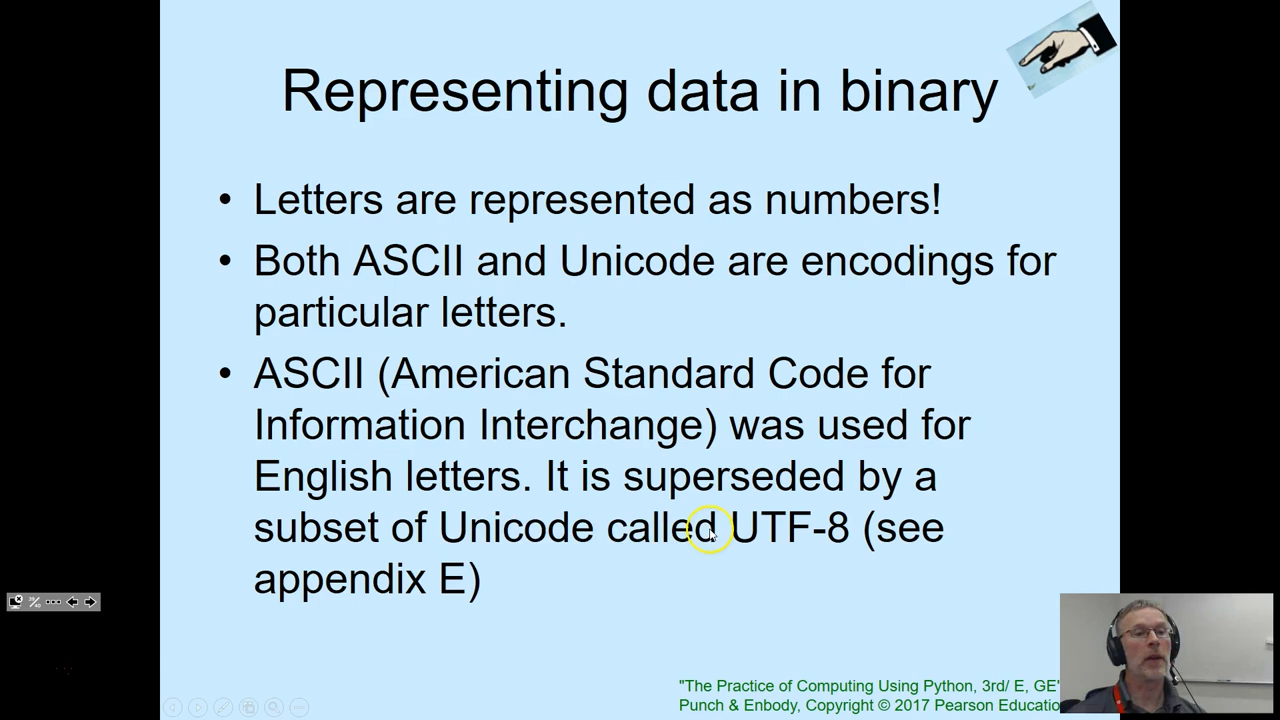 Representing data in binary
• Letters are represented as numbers!
• Both ASCII and Unicode are encodings for
particular letters.
• ASCII (American Standard Code for
Information Interchange) was used for
English letters. It is superseded by a
subset of Unicode called UTF-8 (see
appendix E)
"The Practice of Computing Using Python, 3rd/ E, GE"
Punch & Enbody, Copyright © 2017 Pearson Educatio